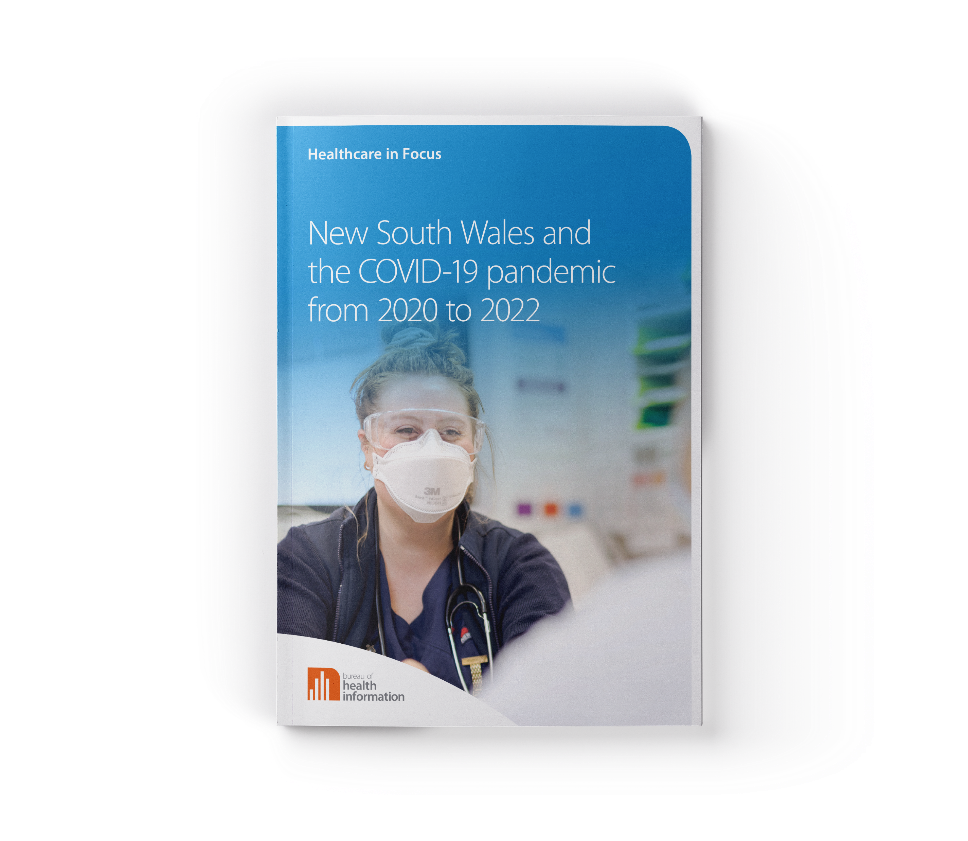 Healthcare in Focus
New South Wales and
the COVID-19 pandemic
from 2020 to 2022
3M
bureau of
health
information